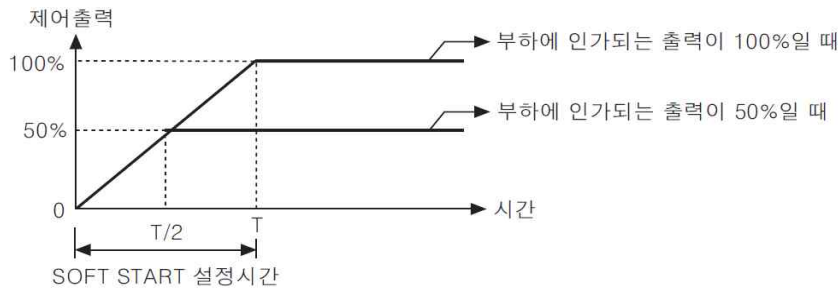 제어출력
100%
부하에 인가되는 출력이 100%일 때
50%
부하에 인가되는 출력이 50%일 때
0
시간
T/2
T
SOFT START 설정시간